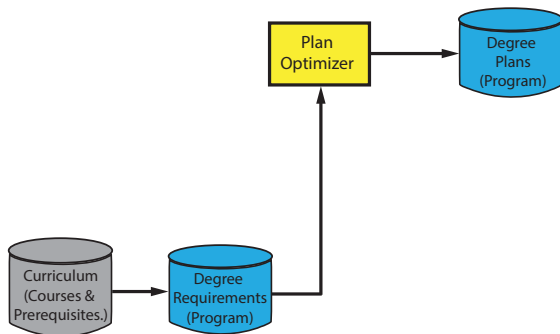 Plan
Optimizer
Degree
Plans
(Program)
Curriculum
(Courses &
Prerequisites.)
Degree
Requirements
(Program)